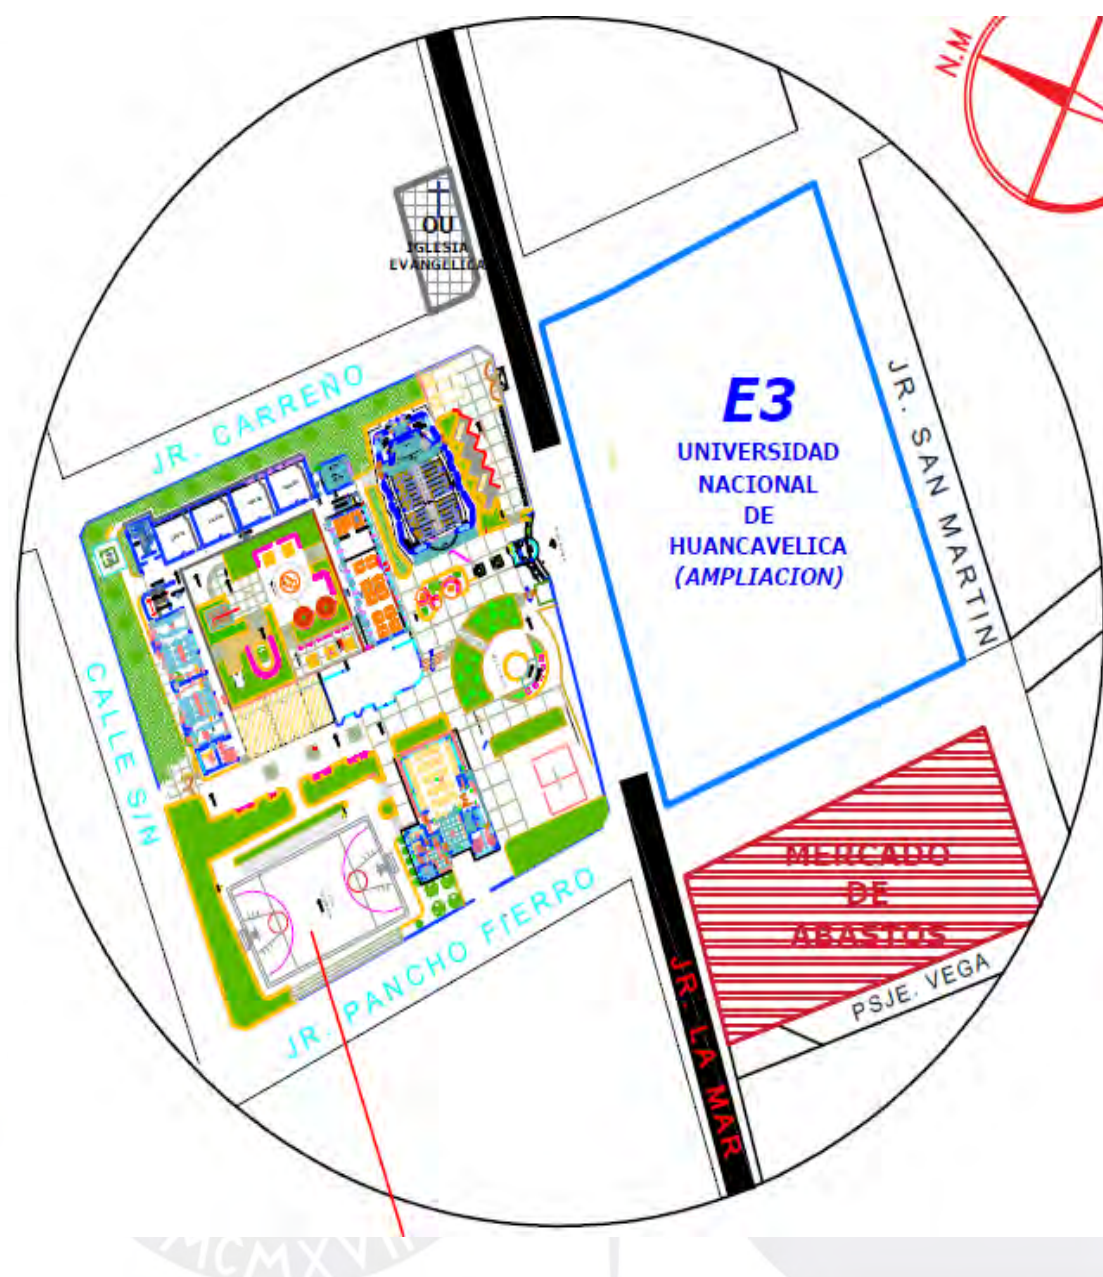 N.M
OU
IGLESIA
EVANGELICA
JR. CARREÑO
E3
UNIVERSIDAD
NACIONAL
DE
HUANCAVELICA
(AMPLIACION)
JR. SAN MARTIN
CALLE S/N
MERCADO
DE
ABASTOS
JR. PANCHO FIERRO
PSJE. VEGA
JR. LA MAR
MCMXVII